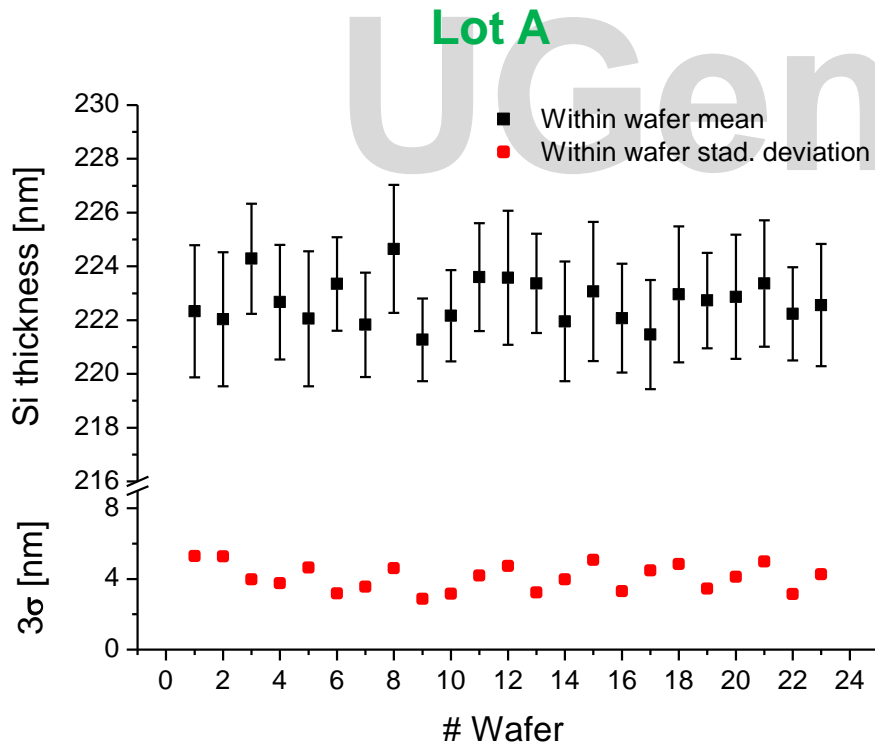 Lot A
UGen
Within wafer mean
Within wafer stad. deviation
Si thickness [nm]
230
228
226
224
222
220
218
216
3σ [nm]
8
4
0
0 2 4 6 8 10 12 14 16 18 20 22 24
# Wafer